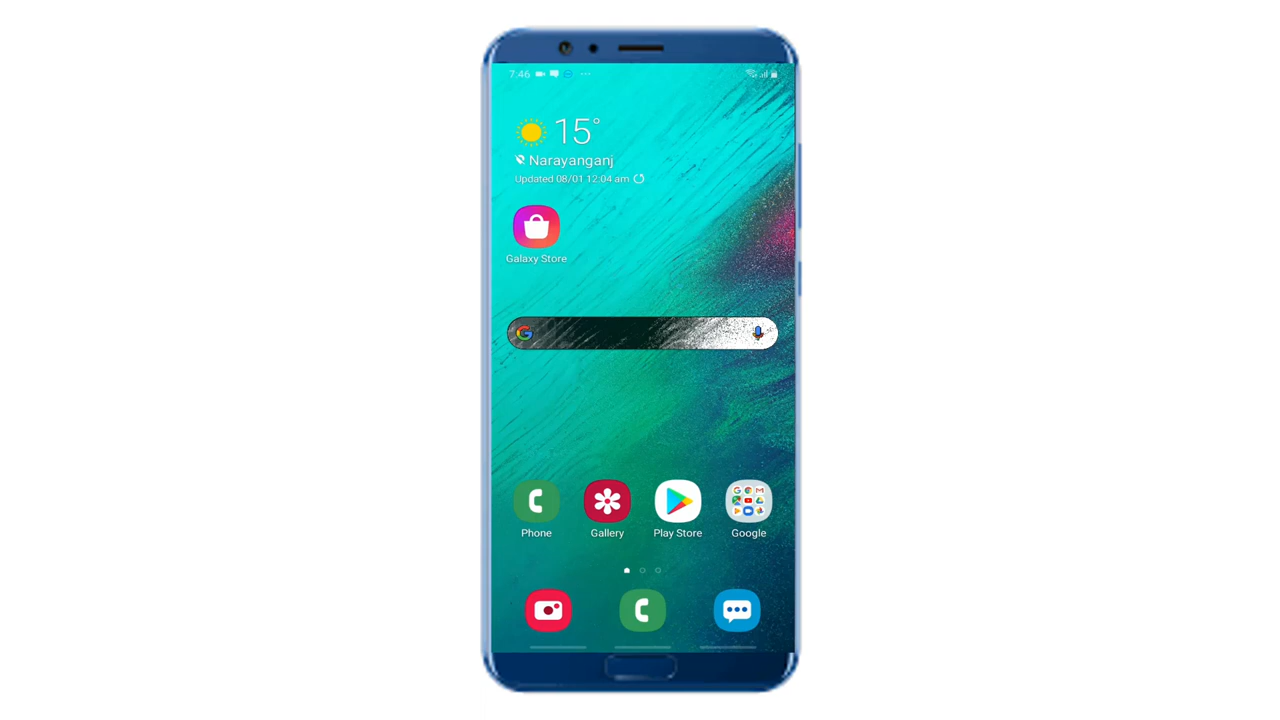 7:46
15°
Narayanganj
Updated 08/01 12:04 am
Galaxy Store
Phone Gallery Play Store Google